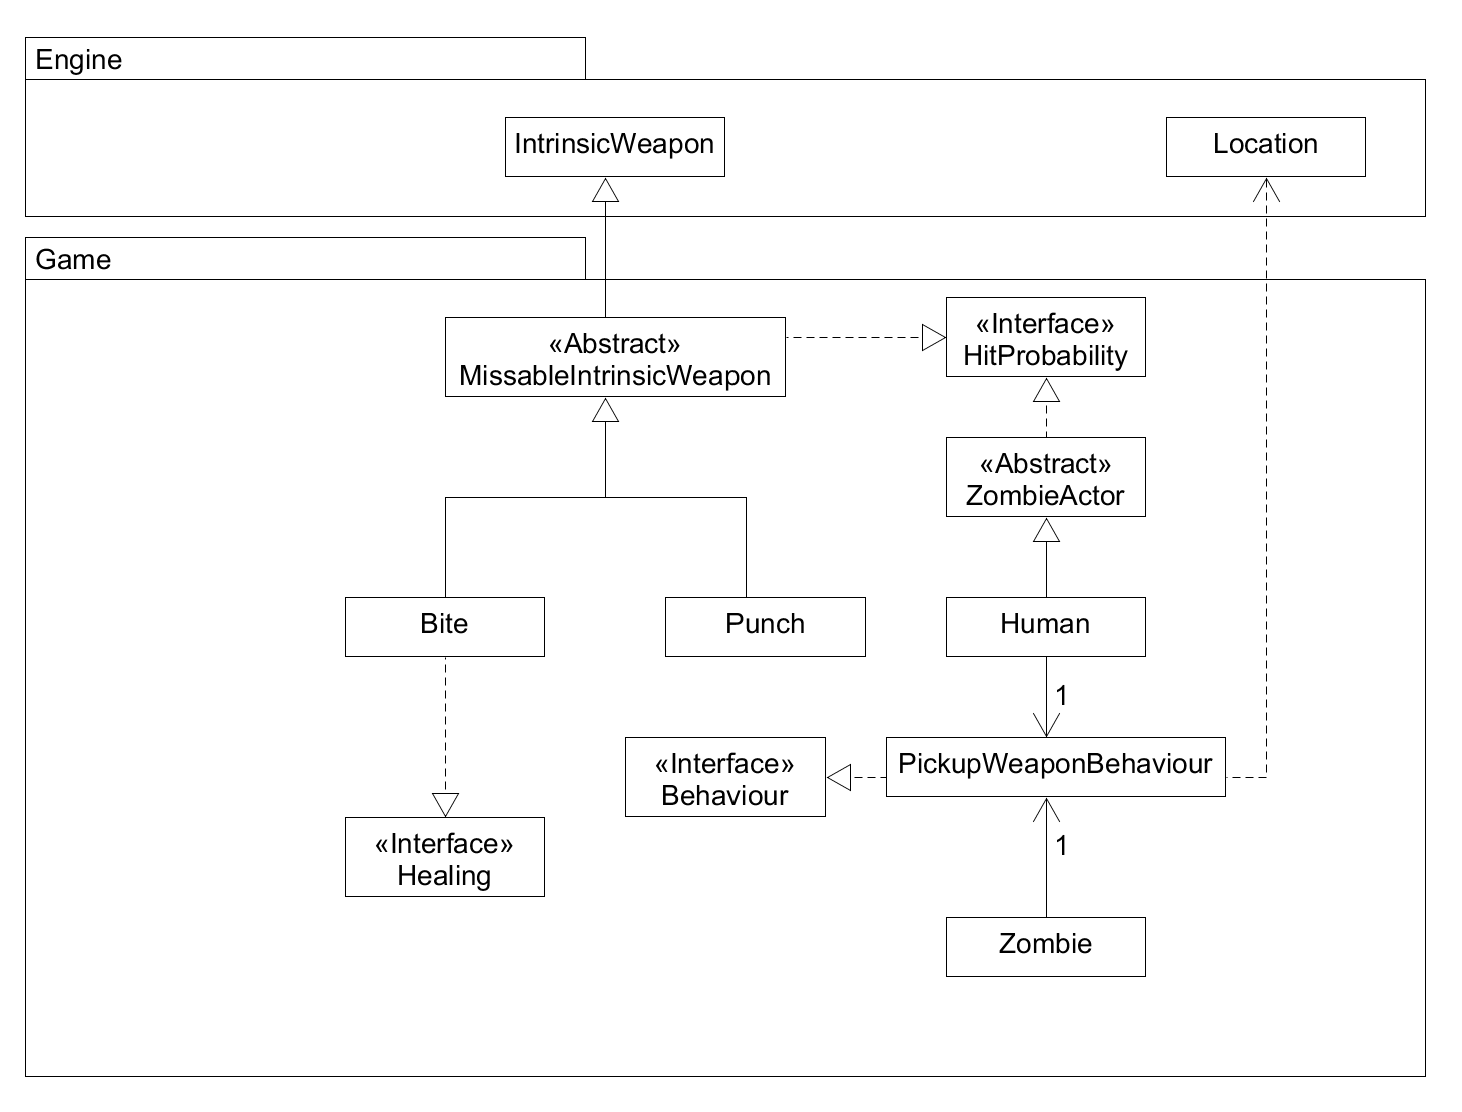 Engine
IntrinsicWeapon
Location
Game
«Abstract»
MissableIntrinsicWeapon
«Interface»
HitProbability
«Abstract»
ZombieActor
Bite
Punch
Human
1
«Interface»
Behaviour
PickupWeaponBehaviour
1
«Interface»
Healing
Zombie